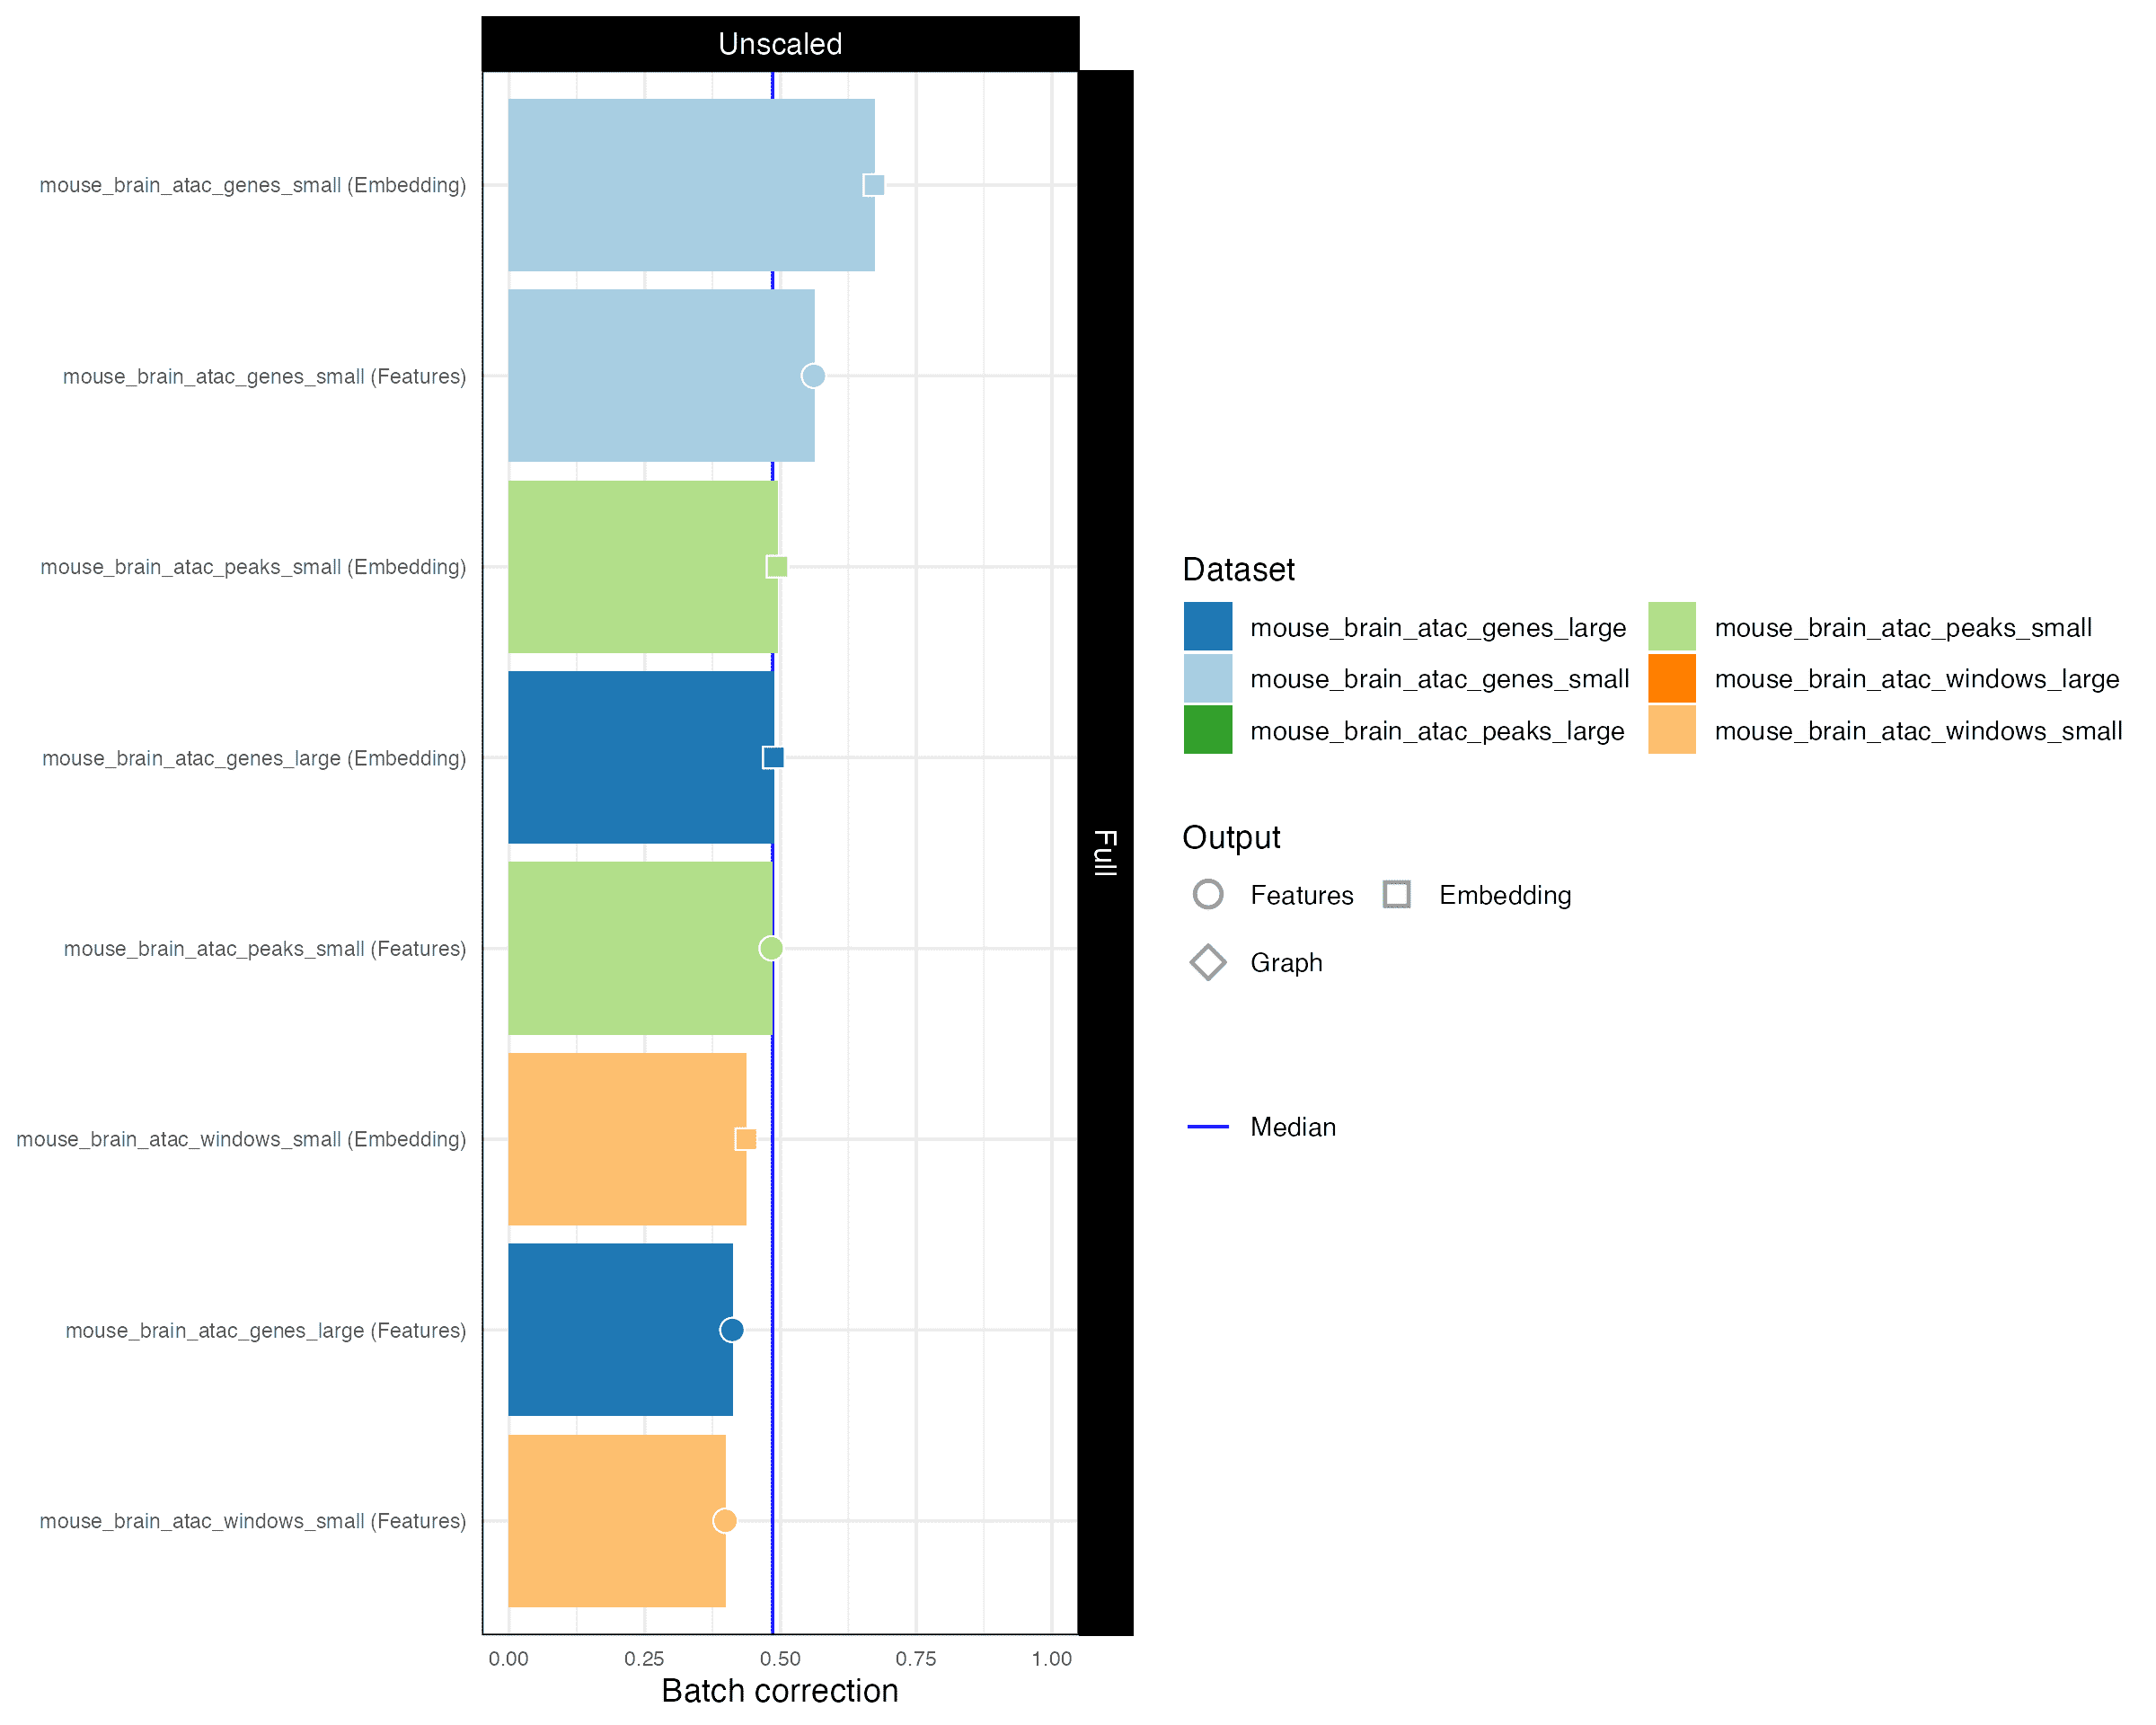 Unscaled
mouse_brain_atac_genes_small (Embedding)
mouse_brain_atac_genes_small (Features)
mouse_brain_atac_peaks_small (Embedding)
mouse_brain_atac_genes_large (Embedding)
mouse_brain_atac_peaks_small (Features)
mouse_brain_atac_windows_small (Embedding)
mouse_brain_atac_genes_large (Features)
mouse_brain_atac_windows_small (Features)
0.00 0.25 0.50 0.75 1.00
Batch correction
Full
Dataset
mouse_brain_atac_genes_large mouse_brain_atac_peaks_small
mouse_brain_atac_genes_small mouse_brain_atac_windows_large
mouse_brain_atac_peaks_large mouse_brain_atac_windows_small
Output
Features Embedding
Graph
Median